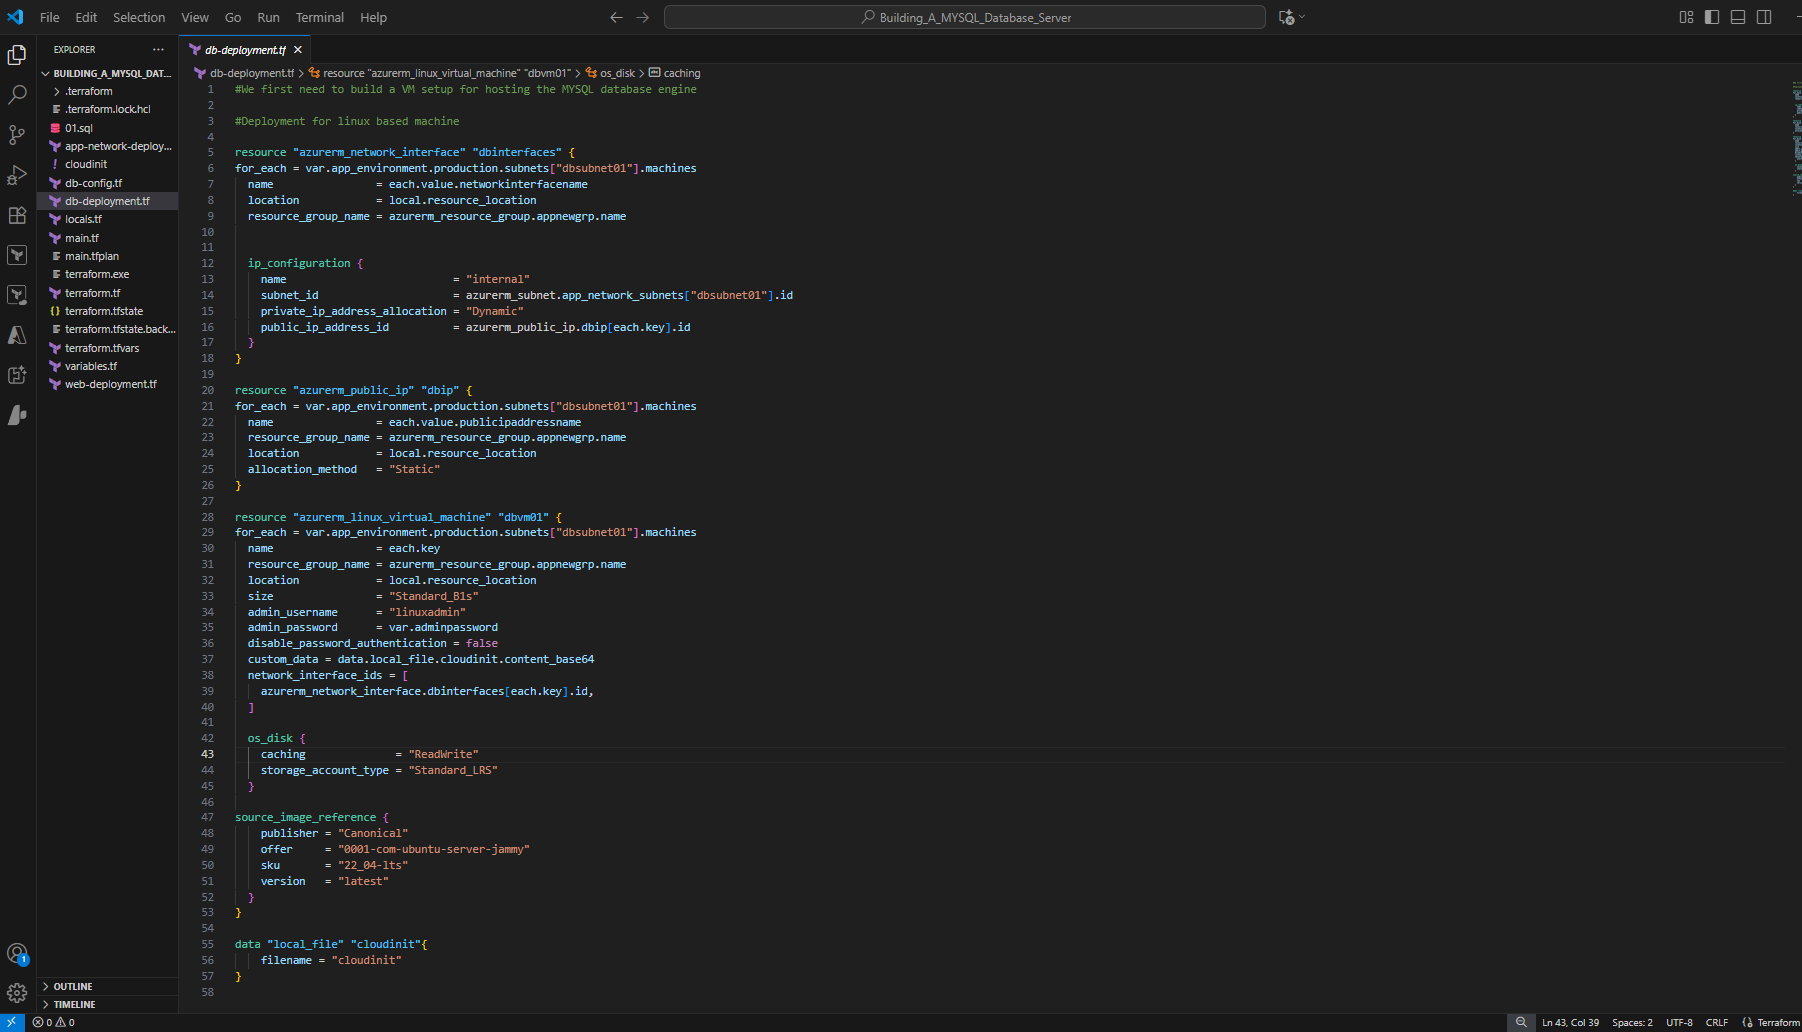 File Edit Selection View Go Run Terminal Help
Building_A_MYSQL_Database_Server
EXPLORER ...
BUILDING_A_MYSQL_DAT...
.terraform
.terraform.lock.hcl
01.sql
app-network-deploy...
cloudinit
db-config.tf
db-deployment.tf
locals.tf
main.tf
main.tfplan
terraform.exe
terraform.tf
terraform.tfstate
terraform.tfstate.back...
terraform.tfvars
variables.tf
web-deployment.tf
1
OUTLINE
TIMELINE
db-deployment.tf
db-deployment.tf > resource "azurerm_linux_virtual_machine" "dbvm01" > os_disk > caching
1 #We first need to build a VM setup for hosting the MYSQL database engine
2
3 #Deployment for linux based machine
4
5 resource "azurerm_network_interface" "dbinterfaces" {
6 for_each = var.app_environment.production.subnets["dbsubnet01"].machines
7 name = each.value.networkinterfacename
8 location = local.resource_location
9 resource_group_name = azurerm_resource_group.appnewgrp.name
10
11
12 ip_configuration {
13 name = "internal"
14 subnet_id = azurerm_subnet.app_network_subnets["dbsubnet01"].id
15 private_ip_address_allocation = "Dynamic"
16 public_ip_address_id = azurerm_public_ip.dbip[each.key].id
17 }
18 }
19
20 resource "azurerm_public_ip" "dbip" {
21 for_each = var.app_environment.production.subnets["dbsubnet01"].machines
22 name = each.value.publicipaddressname
23 resource_group_name = azurerm_resource_group.appnewgrp.name
24 location = local.resource_location
25 allocation_method = "Static"
26 }
27
28 resource "azurerm_linux_virtual_machine" "dbvm01" {
29 for_each = var.app_environment.production.subnets["dbsubnet01"].machines
30 name = each.key
31 resource_group_name = azurerm_resource_group.appnewgrp.name
32 location = local.resource_location
33 size = "Standard_B1s"
34 admin_username = "linuxadmin"
35 admin_password = var.adminpassword
36 disable_password_authentication = false
37 custom_data = data.local_file.cloudinit.content_base64
38 network_interface_ids = [
39 azurerm_network_interface.dbinterfaces[each.key].id,
40 ]
41
42 os_disk {
43 caching = "ReadWrite"
44 storage_account_type = "Standard_LRS"
45 }
46
47 source_image_reference {
48 publisher = "Canonical"
49 offer = "0001-com-ubuntu-server-jammy"
50 sku = "22_04-lts"
51 version = "latest"
52 }
53 }
54
55 data "local_file" "cloudinit"{
56 filename = "cloudinit"
57 }
58
0 0 Ln 43, Col 39 Spaces: 2 UTF-8 CRLF Terraform